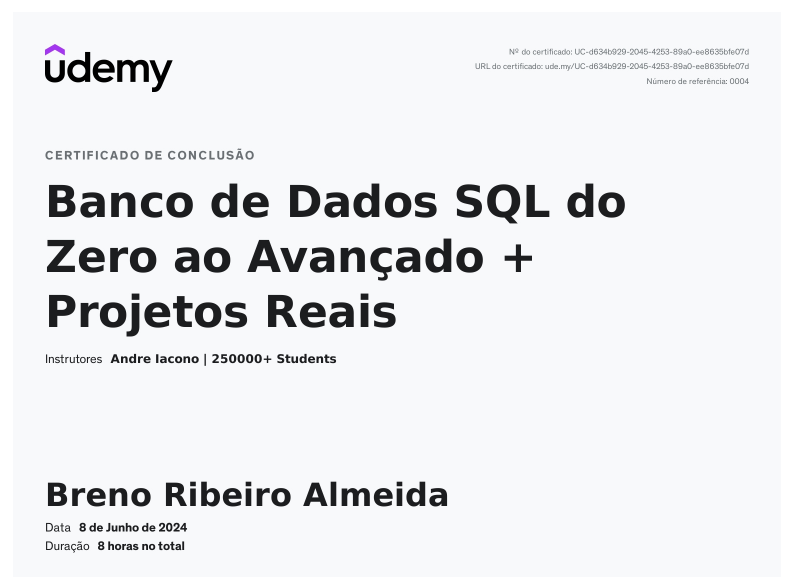 udemy
Nº do certificado: UC-d634b929-2045-4253-89a0-ee8635bfe07d
URL do certificado: ude.my/UC-d634b929-2045-4253-89a0-ee8635bfe07d
Número de referência: 0004
CERTIFICADO DE CONCLUSÃO
Banco de Dados SQL do
Zero ao Avançado +
Projetos Reais
Instrutores Andre Iacono | 250000+ Students
Breno Ribeiro Almeida
Data 8 de Junho de 2024
Duração 8 horas no total